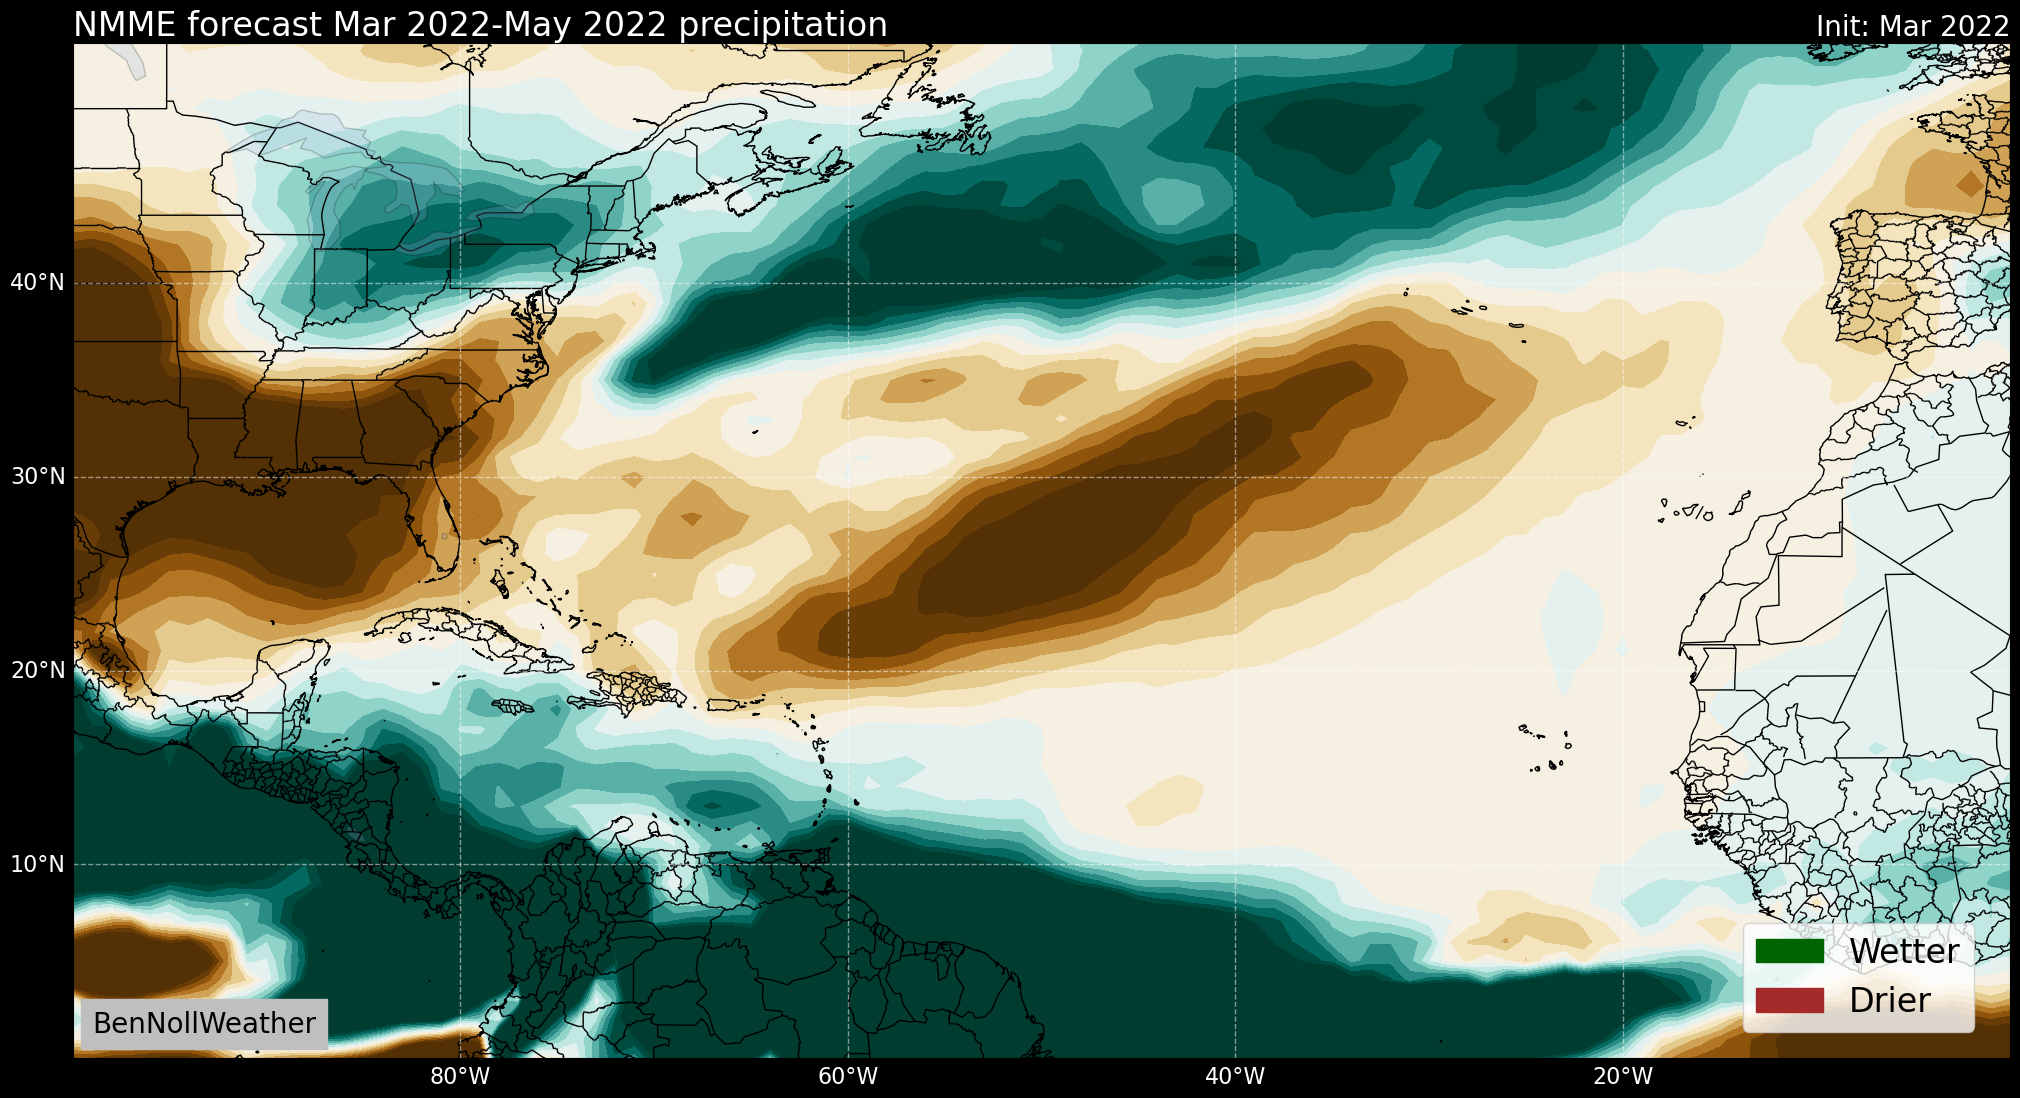 NMME forecast Mar 2022-May 2022 precipitation
Init: Mar 2022
40°N
30°N
20°N
10°N
Wetter
Drier
BenNollWeather
80°W
60°W
40°W
20°W